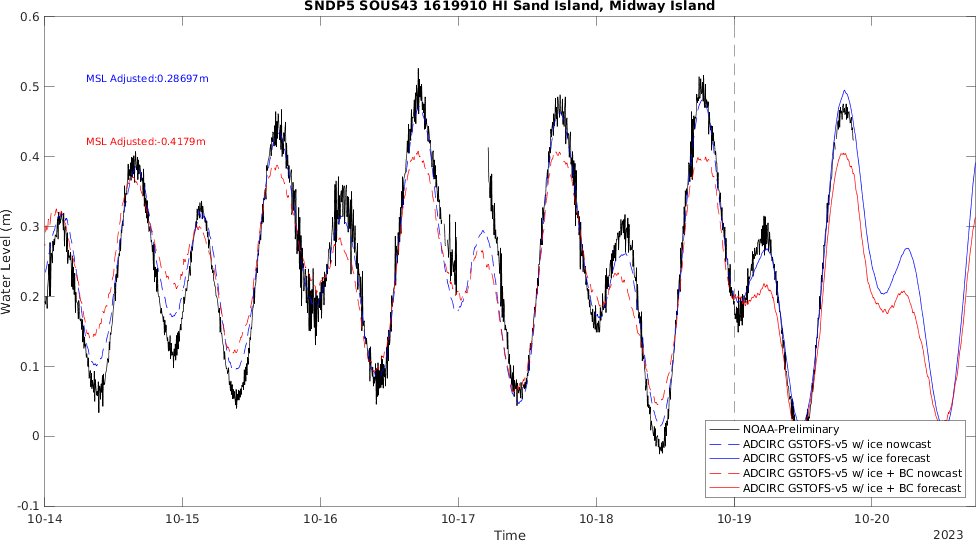 SNDP5 SOUS43 1619910 HI Sand Island, Midway Island
0.6
0.5
0.4
0.3
0.2
0.1
0
-0.1
Water Level (m)
MSL Adjusted:0.28697m
MSL Adjusted:-0.4179m
NOAA-Preliminary
ADCIRC GSTOFS-v5 w/ ice nowcast
ADCIRC GSTOFS-v5 w/ ice forecast
ADCIRC GSTOFS-v5 w/ ice + BC nowcast
ADCIRC GSTOFS-v5 w/ ice + BC forecast
10-14 10-15 10-16 10-17 10-18 10-19 10-20
Time
2023